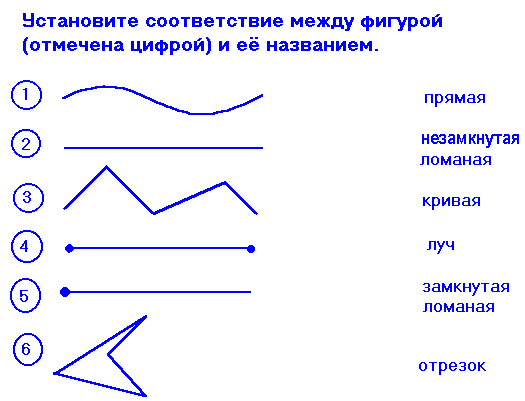 Установите соответствие между фигурой
(отмечена цифрой) и её названием.
1
прямая
2
незамкнутая
ломаная
3
кривая
4
луч
5
замкнутая
ломаная
6
отрезок